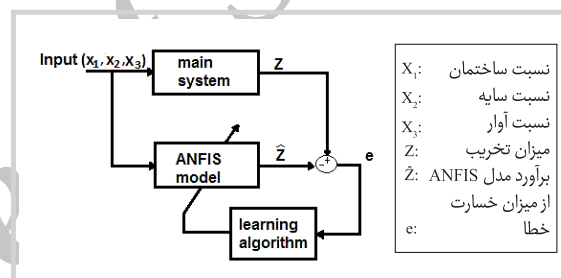 Input (x₁, x₂, x₃)
main
system
Z
ANFIS
model
Ẑ
- +
e
learning
algorithm
X₁: نسبت ساختمان
X₂: نسبت سایه
X₃: نسبت آوار
Z: میزان تخریب
Ẑ: برآورد مدل ANFIS
از میزان خسارت
e: خطا